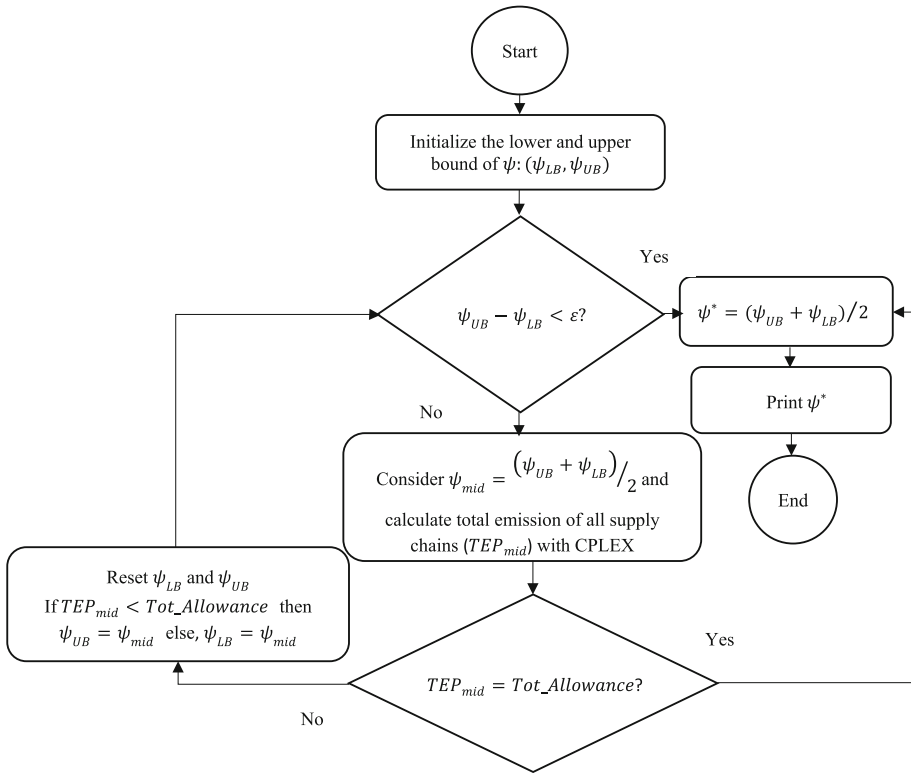 Start
Initialize the lower and upper
bound of ψ: (ψ_LB, ψ_UB)
Yes
ψ_UB − ψ_LB < ε?
ψ* = (ψ_UB + ψ_LB)/2
Print ψ*
End
No
Consider ψ_mid = (ψ_UB + ψ_LB)/2 and
calculate total emission of all supply
chains (TEP_mid) with CPLEX
Reset ψ_LB and ψ_UB
If TEP_mid < Tot_Allowance then
ψ_UB = ψ_mid else, ψ_LB = ψ_mid
Yes
TEP_mid = Tot_Allowance?
No